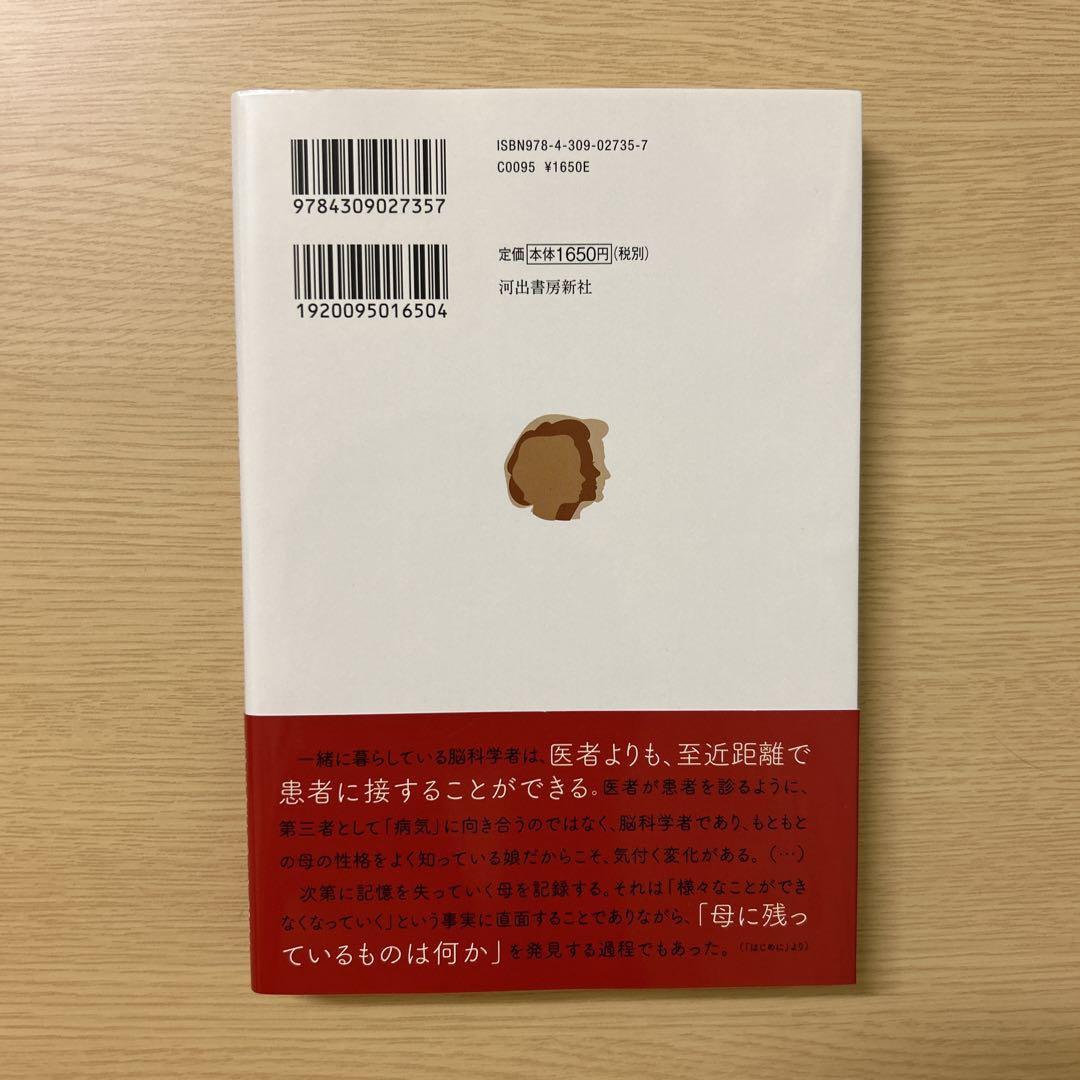 ISBN978-4-309-02735-7
C0095 ¥1650E
9784309027357
定価 本体1650円(税別)
1920095016504
河出書房新社
一緒に暮らしている脳科学者は、医者よりも、至近距離で
患者に接することができる。医者が患者を診るように、
第三者として「病気」に向き合うのではなく、脳科学者であり、もともと
の母の性格をよく知っている娘だからこそ、気付く変化がある。(…)
次第に記憶を失っていく母を記録する。それは「様々なことができ
なくなっていく」という事実に直面することでありながら、「母に残っ
ているものは何か」を発見する過程でもあった。(「はじめに」より)